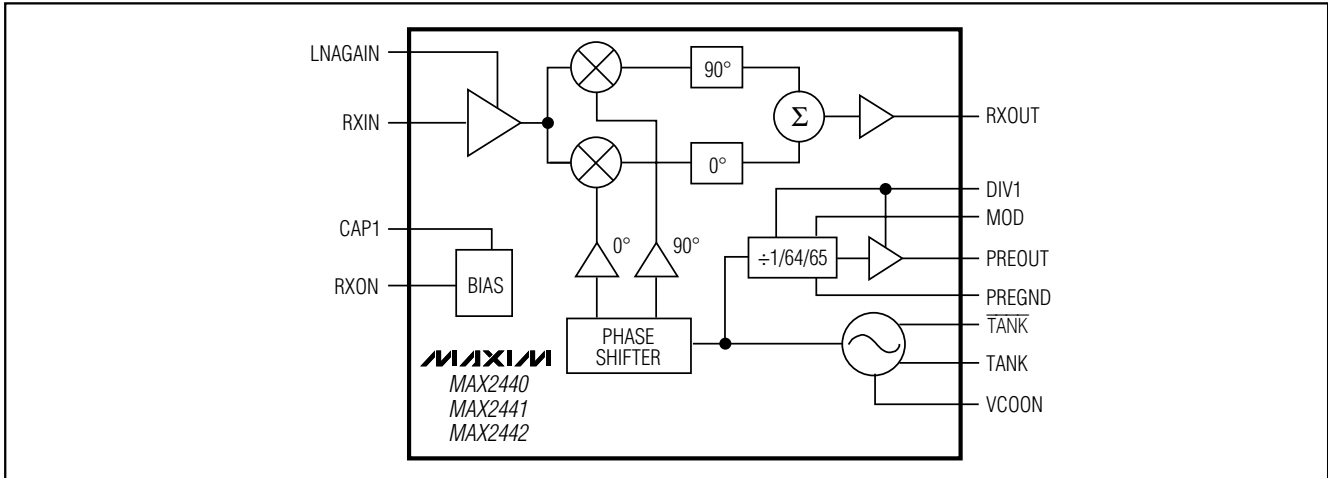 LNAGAIN
RXIN
CAP1
RXON
90°
0°
Σ
0°
90°
BIAS
PHASE
SHIFTER
÷1/64/65
MAXIM
MAX2440
MAX2441
MAX2442
RXOUT
DIV1
MOD
PREOUT
PREGND
TANK
TANK
VCOON